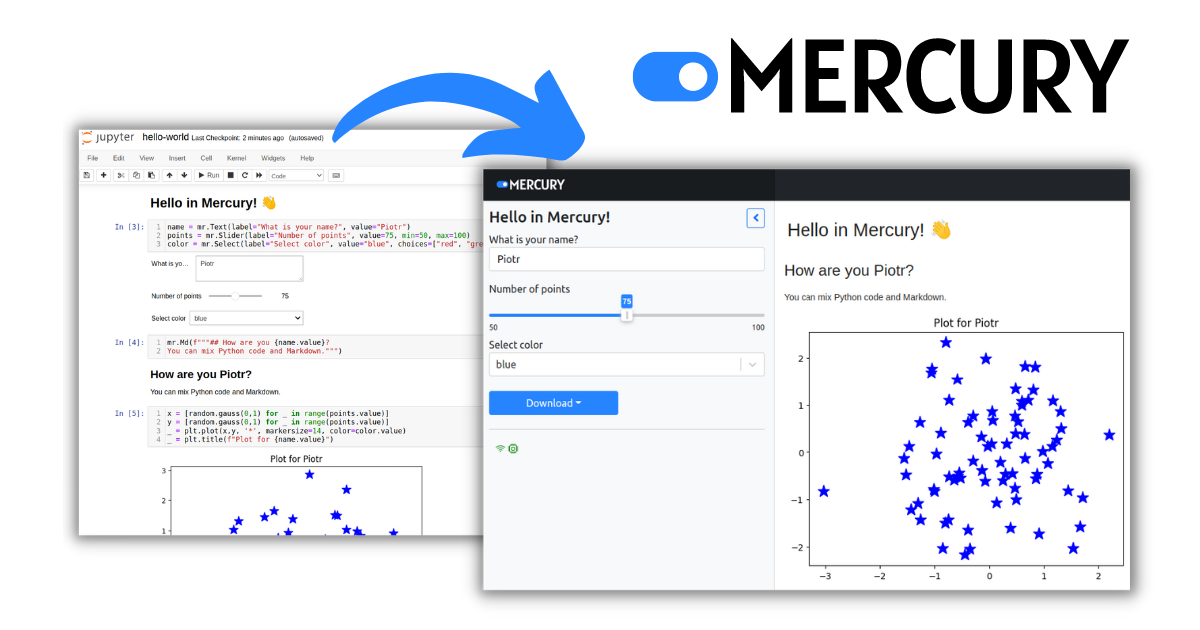 MERCURY
jupyter hello-world Last Checkpoint: 2 minutes ago (autosaved)
File Edit View Insert Cell Kernel Widgets Help
Run Code
Hello in Mercury! 👋
In [3]: 1 name = mr.Text(label="What is your name?", value="Piotr")
2 points = mr.Slider(label="Number of points", value=75, min=50, max=100)
3 color = mr.Select(label="Select color", value="blue", choices=["red", "gre
What is yo... Piotr
Number of points 75
Select color blue
In [4]: 1 mr.Md(f"""## How are you {name.value}?
2 You can mix Python code and Markdown.""")
How are you Piotr?
You can mix Python code and Markdown.
In [5]: 1 x = [random.gauss(0,1) for _ in range(points.value)]
2 y = [random.gauss(0,1) for _ in range(points.value)]
3 _ = plt.plot(x,y, '*', markersize=14, color=color.value)
4 _ = plt.title(f"Plot for {name.value}")
Plot for Piotr
3
2
1
MERCURY
Hello in Mercury!
What is your name?
Piotr
Number of points
75
50 100
Select color
blue
Download
Hello in Mercury! 👋
How are you Piotr?
You can mix Python code and Markdown.
Plot for Piotr
2
1
0
−1
−2
−3 −2 −1 0 1 2